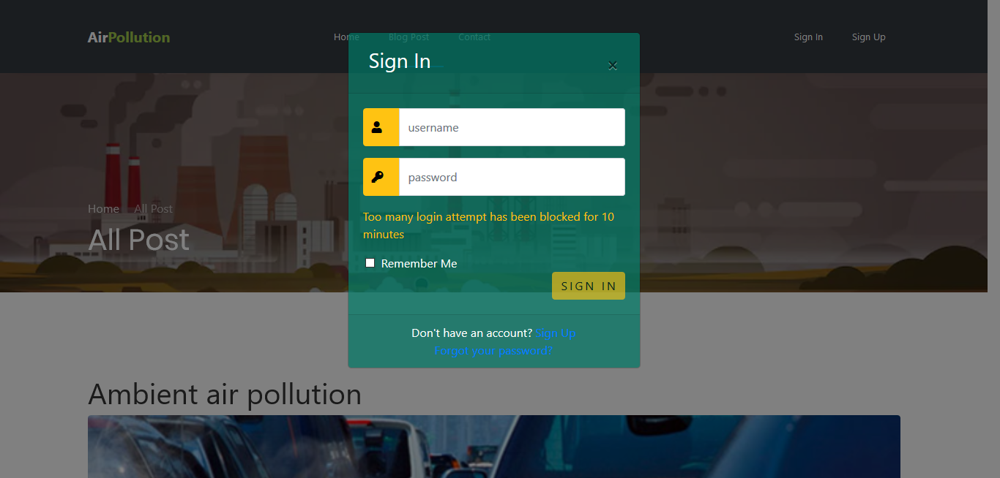 AirPollution
Home Blog Post Contact
Sign In Sign Up
Sign In
×
username
password
Too many login attempt has been blocked for 10
minutes
Remember Me
SIGN IN
Don't have an account? Sign Up
Forgot your password?
Home All Post
All Post
Ambient air pollution